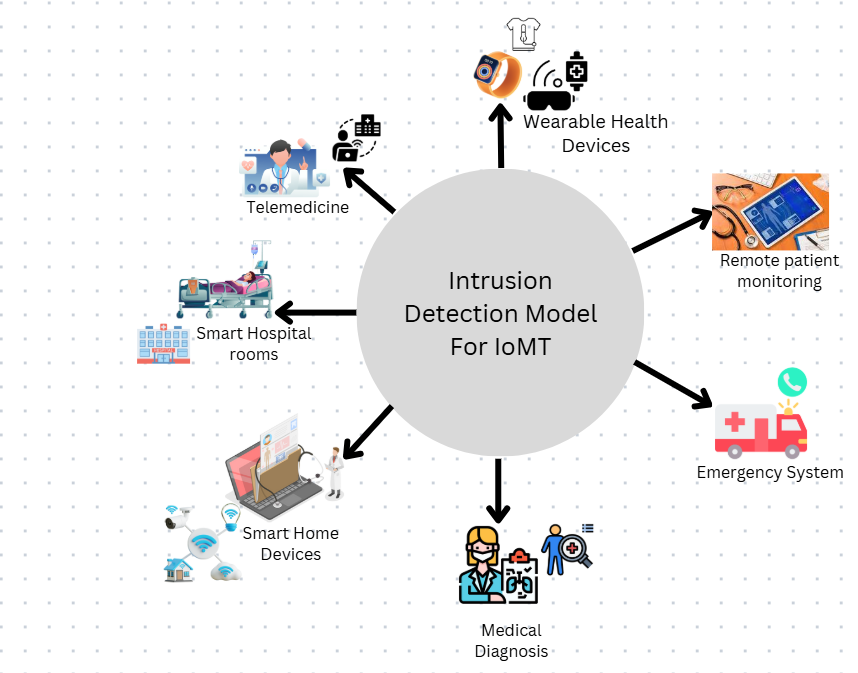 Wearable Health
Devices
Telemedicine
Remote patient
monitoring
Intrusion
Detection Model
For IoMT
Smart Hospital
rooms
Emergency System
Smart Home
Devices
Medical
Diagnosis